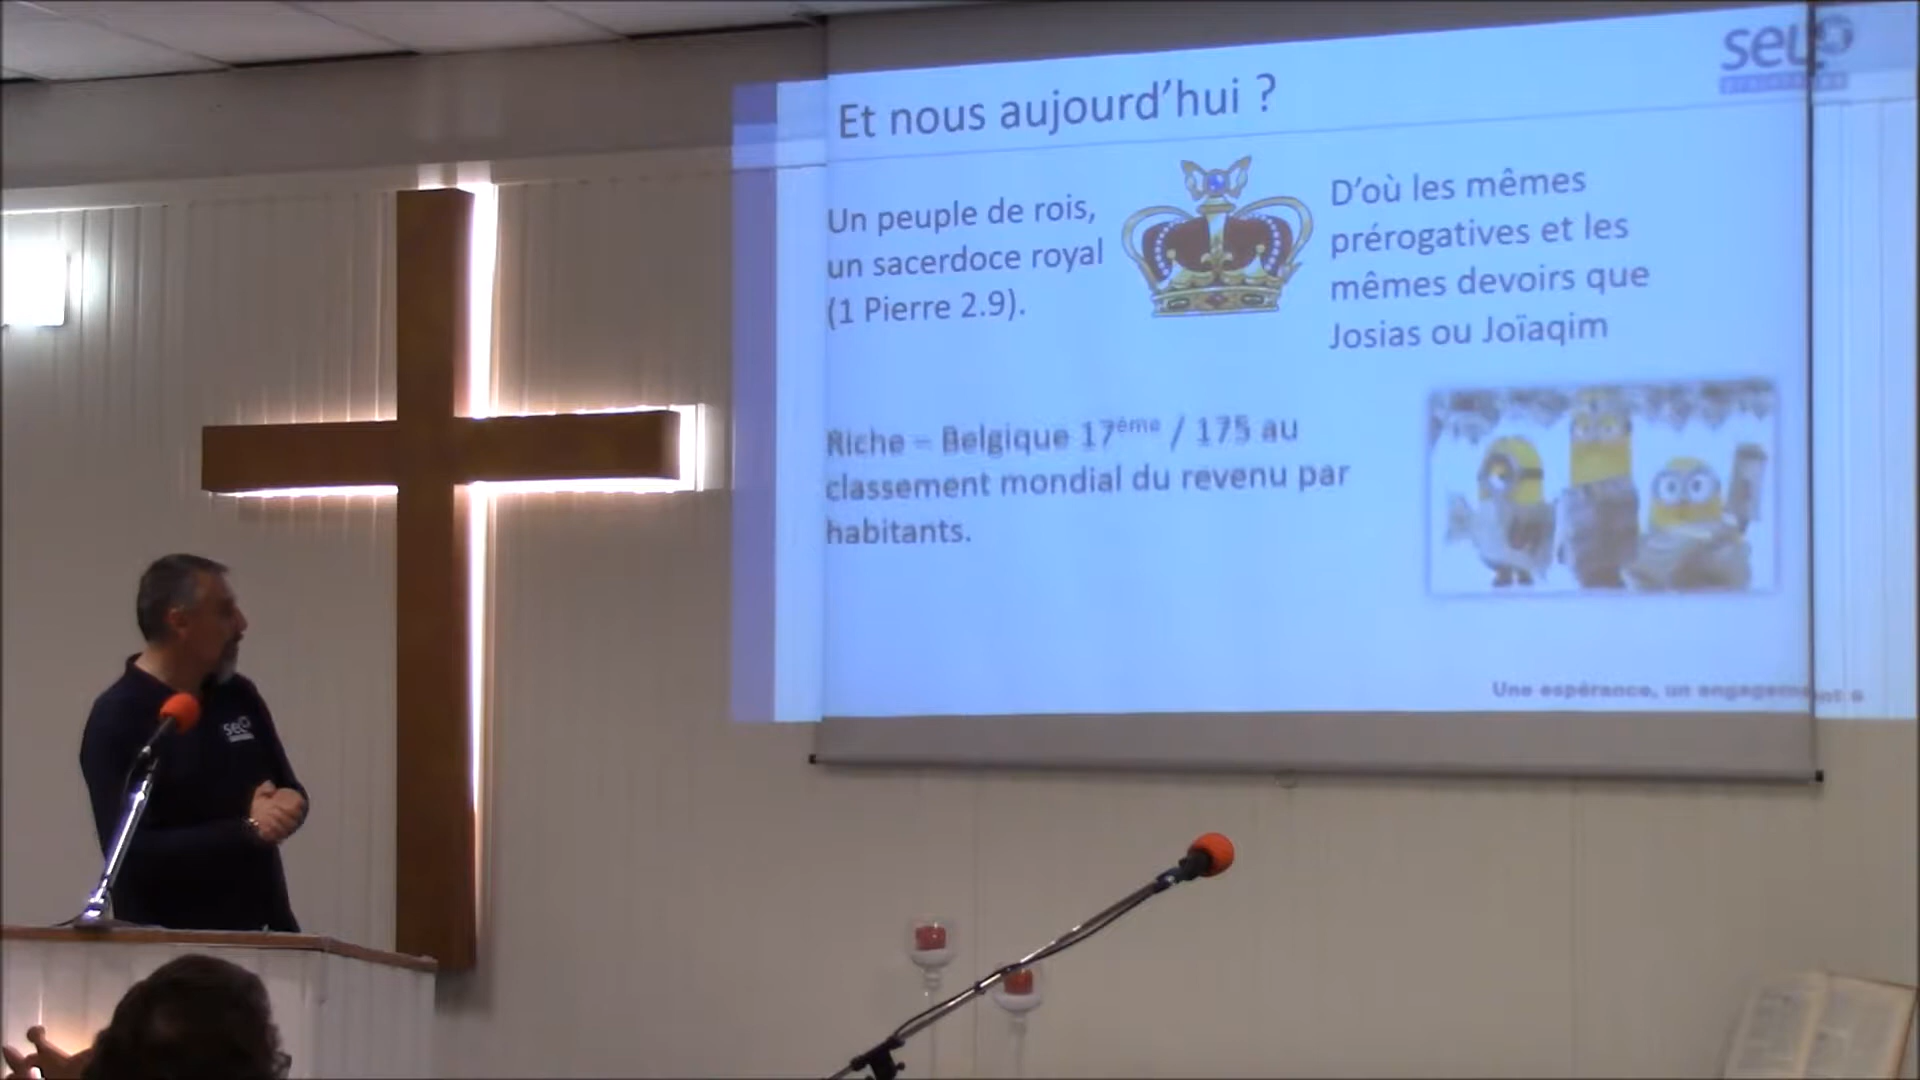 SEL
Et nous aujourd'hui ?
Un peuple de rois,
un sacerdoce royal
(1 Pierre 2.9).
D'où les mêmes
prérogatives et les
mêmes devoirs que
Josias ou Joïaqim
Riche – Belgique 17ème / 175 au
classement mondial du revenu par
habitants.
Une espérance, un engagement
sel